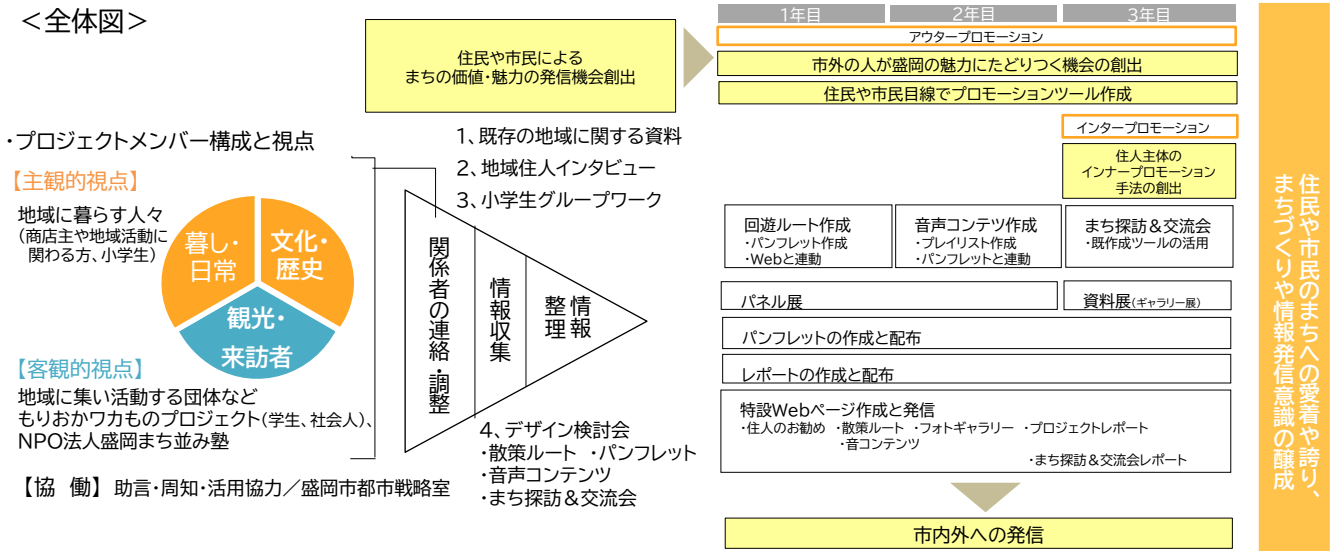 ＜全体図＞
住民や市民による
まちの価値・魅力の発信機会創出
・プロジェクトメンバー構成と視点
【主観的視点】
地域に暮らす人々
（商店主や地域活動に
関わる方、小学生）
暮し・
日常
文化・
歴史
観光・
来訪者
【客観的視点】
地域に集い活動する団体など
もりおかワカものプロジェクト（学生、社会人）、
NPO法人盛岡まち並み塾
【協　働】助言・周知・活用協力／盛岡市都市戦略室
1、既存の地域に関する資料
2、地域住人インタビュー
3、小学生グループワーク
関係者の連絡・調整
情報収集
情報
整理
4、デザイン検討会
・散策ルート ・パンフレット
・音声コンテンツ
・まち探訪＆交流会
1年目
2年目
3年目
アウタープロモーション
市外の人が盛岡の魅力にたどりつく機会の創出
住民や市民目線でプロモーションツール作成
インタープロモーション
住人主体の
インナープロモーション
手法の創出
回遊ルート作成
・パンフレット作成
・Webと連動
音声コンテツ作成
・プレイリスト作成
・パンフレットと連動
まち探訪＆交流会
・既作成ツールの活用
パネル展
資料展（ギャラリー展）
パンフレットの作成と配布
レポートの作成と配布
特設Webページ作成と発信
・住人のお勧め ・散策ルート ・フォトギャラリー ・プロジェクトレポート
・音コンテンツ
・まち探訪＆交流会レポート
市内外への発信
住民や市民のまちへの愛着や誇り、
まちづくりや情報発信意識の醸成